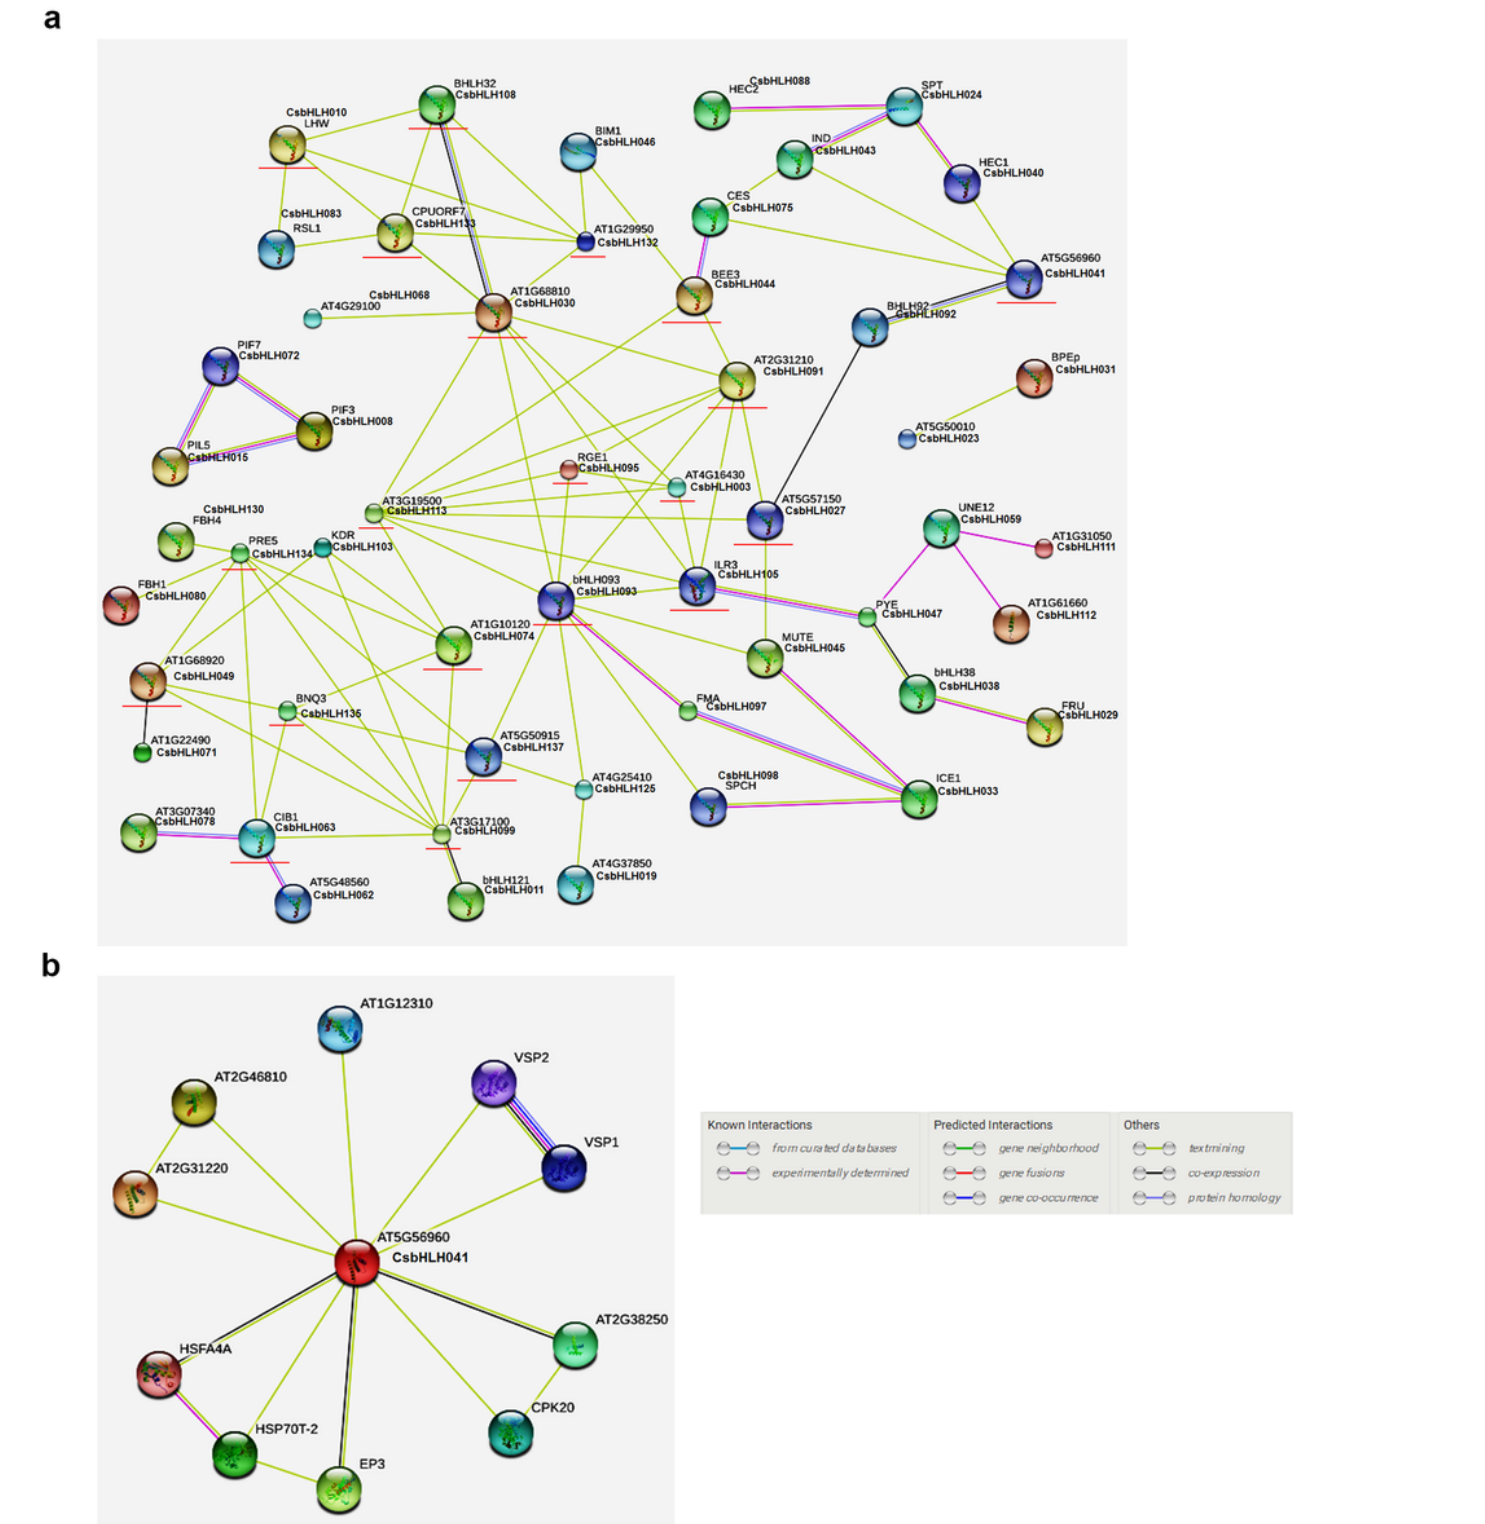 a
BHLH32
CsbHLH108
CsbHLH010
LHW
BIM1
CsbHLH046
CsbHLH088
HEC2
SPT
CsbHLH024
IND
CsbHLH043
HEC1
CsbHLH040
CsbHLH083
RSL1
CPUORF7
CsbHLH133
AT1G29950
CsbHLH132
CES
CsbHLH075
AT5G56960
CsbHLH041
BEE3
CsbHLH044
AT4G29100
CsbHLH068
AT1G68810
CsbHLH030
BHLH92
CsbHLH092
PIF7
CsbHLH072
AT2G31210
CsbHLH091
BPEp
CsbHLH031
PIF3
CsbHLH008
AT5G50010
CsbHLH023
PIL5
CsbHLH015
RGE1
CsbHLH095
AT4G16430
CsbHLH003
AT3G19500
CsbHLH113
AT5G57150
CsbHLH027
CsbHLH130
FBH4
UNE12
CsbHLH059
PRE5
CsbHLH134
KDR
CsbHLH103
AT1G31050
CsbHLH111
FBH1
CsbHLH080
bHLH093
CsbHLH093
ILR3
CsbHLH105
PYE
CsbHLH047
AT1G61660
CsbHLH112
AT1G10120
CsbHLH074
MUTE
CsbHLH045
AT1G68920
CsbHLH049
bHLH38
CsbHLH038
BNQ3
CsbHLH135
FMA
CsbHLH097
FRU
CsbHLH029
AT1G22490
CsbHLH071
AT5G50915
CsbHLH137
AT4G25410
CsbHLH125
CsbHLH098
SPCH
ICE1
CsbHLH033
AT3G07340
CsbHLH078
CIB1
CsbHLH063
AT3G17100
CsbHLH099
AT4G37850
CsbHLH019
AT5G48560
CsbHLH062
bHLH121
CsbHLH011
b
AT1G12310
VSP2
AT2G46810
VSP1
AT2G31220
AT5G56960
CsbHLH041
AT2G38250
HSFA4A
CPK20
HSP70T-2
EP3
Known Interactions
from curated databases
experimentally determined
Predicted Interactions
gene neighborhood
gene fusions
gene co-occurrence
Others
textmining
co-expression
protein homology